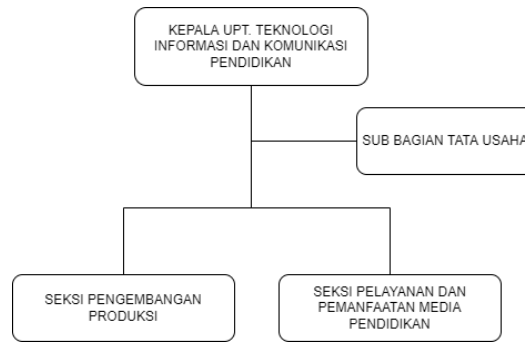 KEPALA UPT. TEKNOLOGI
INFORMASI DAN KOMUNIKASI
PENDIDIKAN
SUB BAGIAN TATA USAHA
SEKSI PENGEMBANGAN
PRODUKSI
SEKSI PELAYANAN DAN
PEMANFAATAN MEDIA
PENDIDIKAN